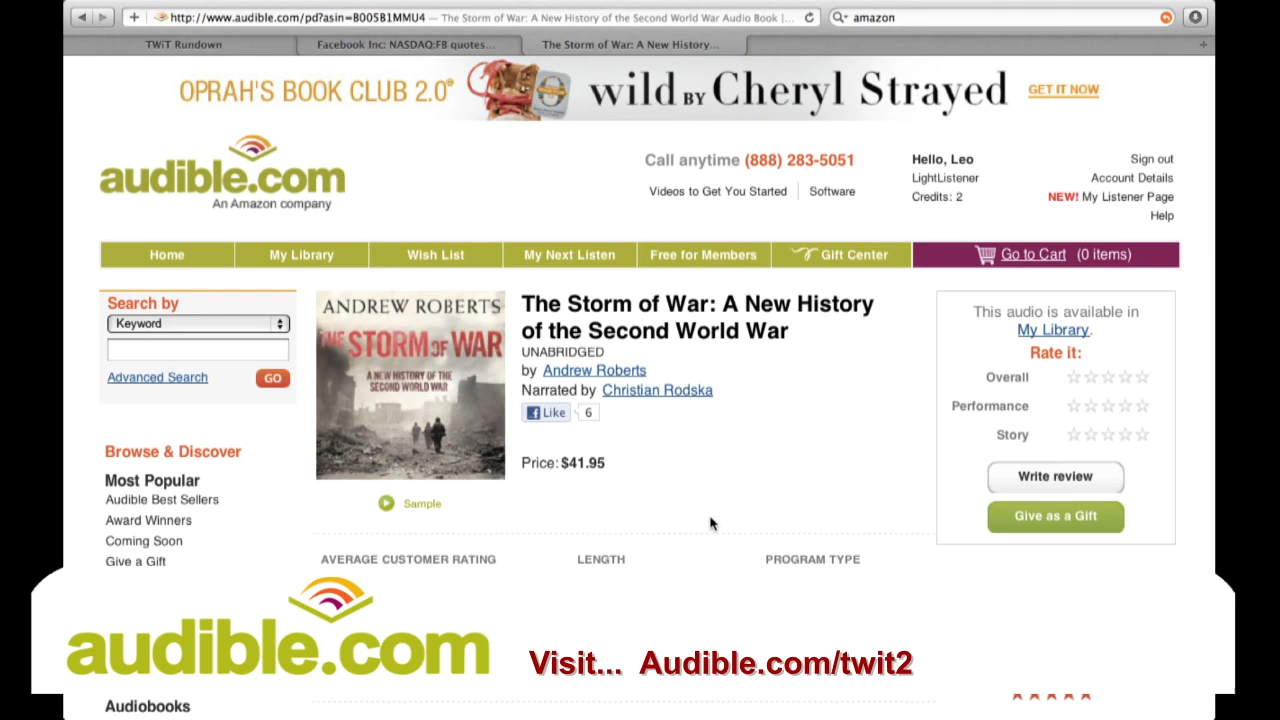 http://www.audible.com/pd?asin=B005B1MMU4 — The Storm of War: A New History of the Second World War Audio Book |...
amazon
TWiT Rundown
Facebook Inc: NASDAQ:FB quotes...
The Storm of War: A New History...
OPRAH'S BOOK CLUB 2.0®
wild BY Cheryl Strayed
GET IT NOW
audible.com
An Amazon company
Call anytime (888) 283-5051
Videos to Get You Started
Software
Hello, Leo
LightListener
Credits: 2
Sign out
Account Details
NEW! My Listener Page
Help
Home
My Library
Wish List
My Next Listen
Free for Members
Gift Center
Go to Cart (0 items)
Search by
Keyword
Advanced Search
GO
Browse & Discover
Most Popular
Audible Best Sellers
Award Winners
Coming Soon
Give a Gift
ANDREW ROBERTS
THE STORM OF WAR
A NEW HISTORY OF THE
SECOND WORLD WAR
Sample
The Storm of War: A New History
of the Second World War
UNABRIDGED
by Andrew Roberts
Narrated by Christian Rodska
Like 6
Price: $41.95
This audio is available in
My Library.
Rate it:
Overall
Performance
Story
Write review
Give as a Gift
AVERAGE CUSTOMER RATING
LENGTH
PROGRAM TYPE
audible.com
Visit... Audible.com/twit2
Audiobooks